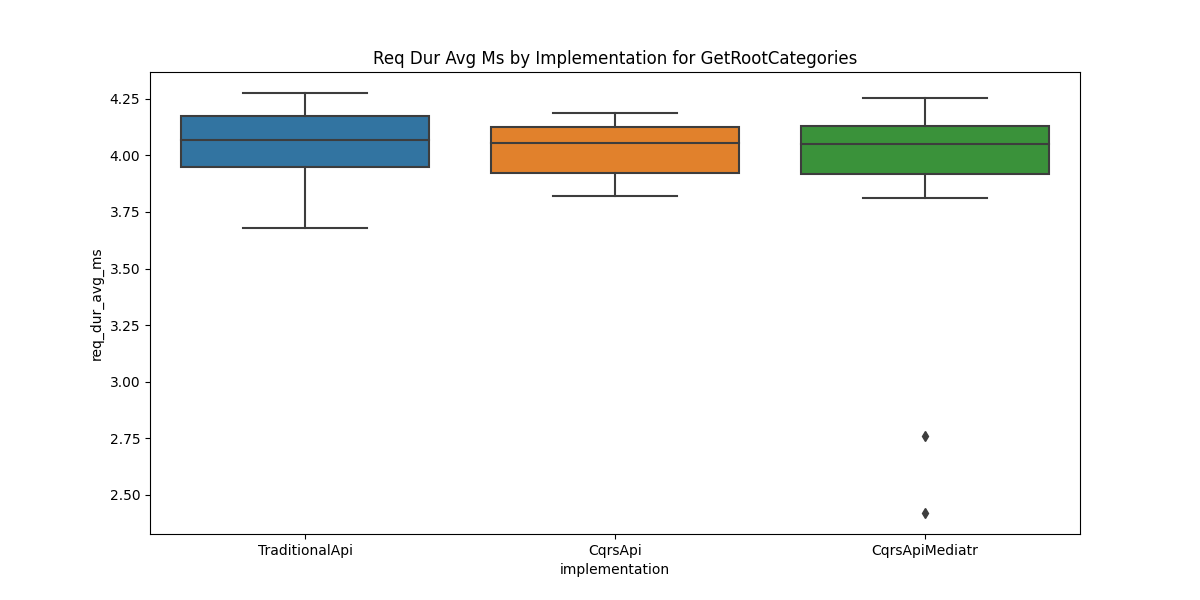 Req Dur Avg Ms by Implementation for GetRootCategories
4.25
4.00
3.75
3.50
3.25
3.00
2.75
2.50
req_dur_avg_ms
TraditionalApi
CqrsApi
CqrsApiMediatr
implementation